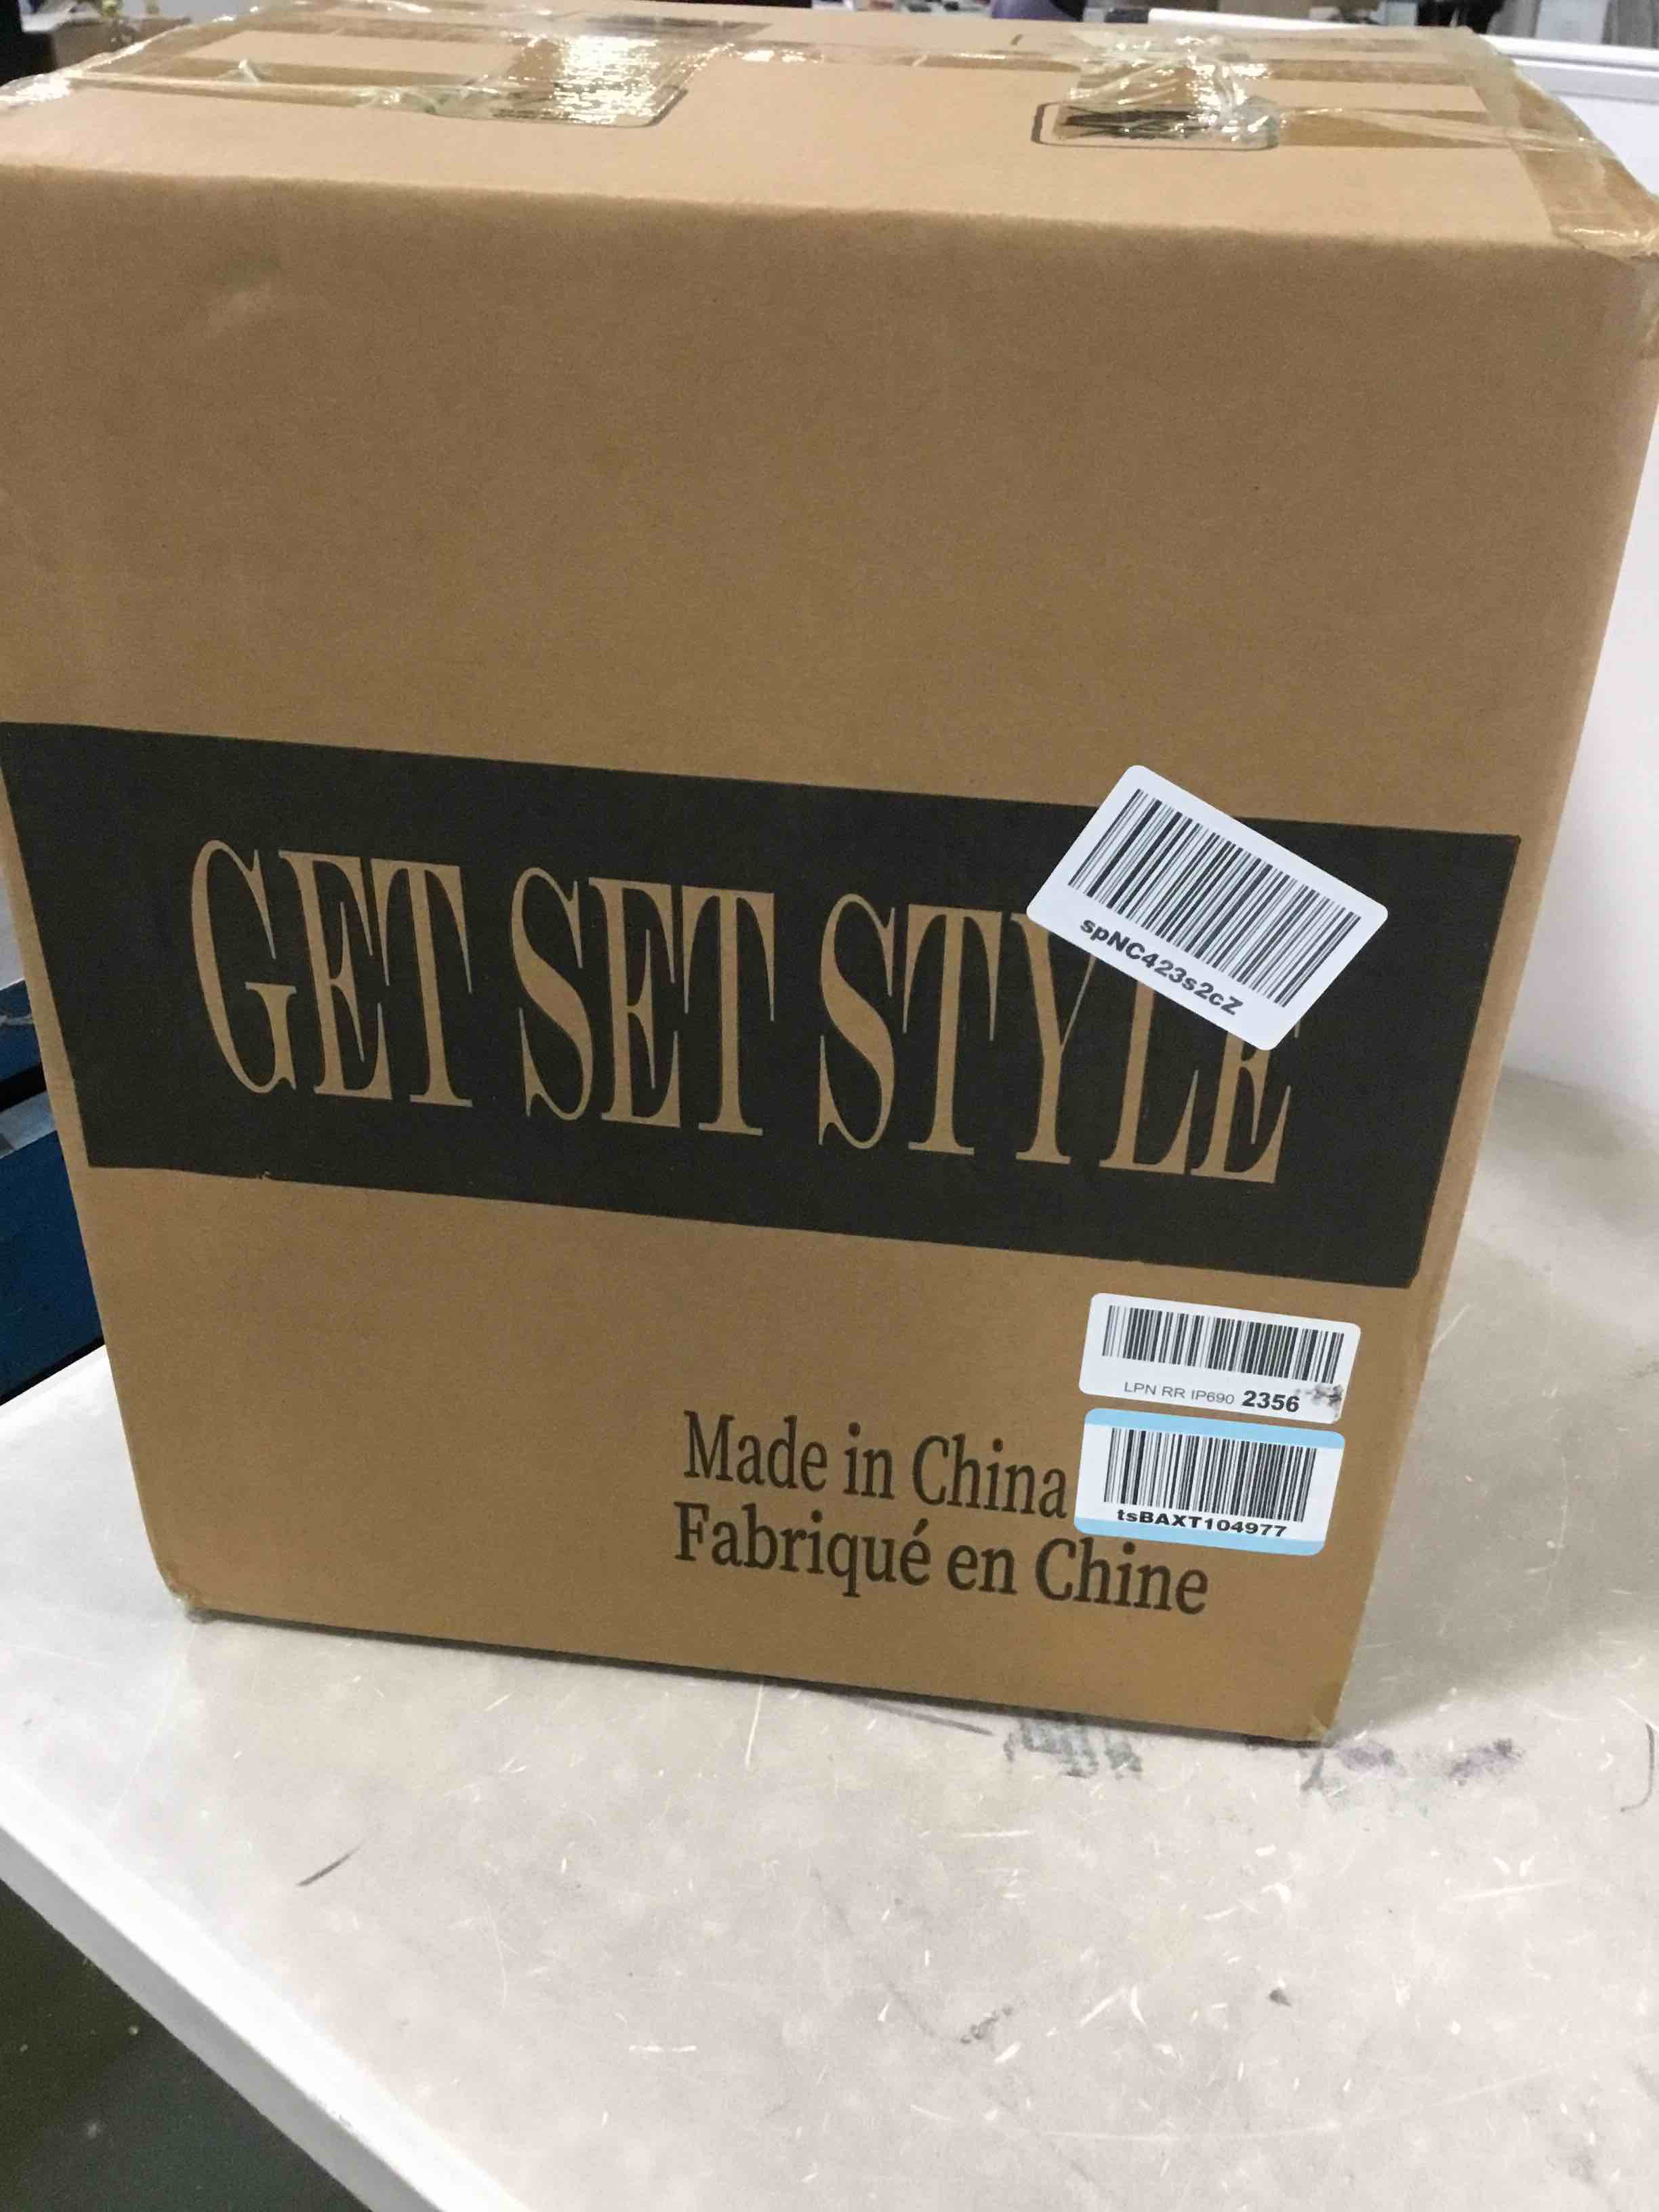 GET SET STYLE
spNC423s2cZ
LPN RR IP690 2356
Made in China
tsBAXT104977
Fabriqué en Chine